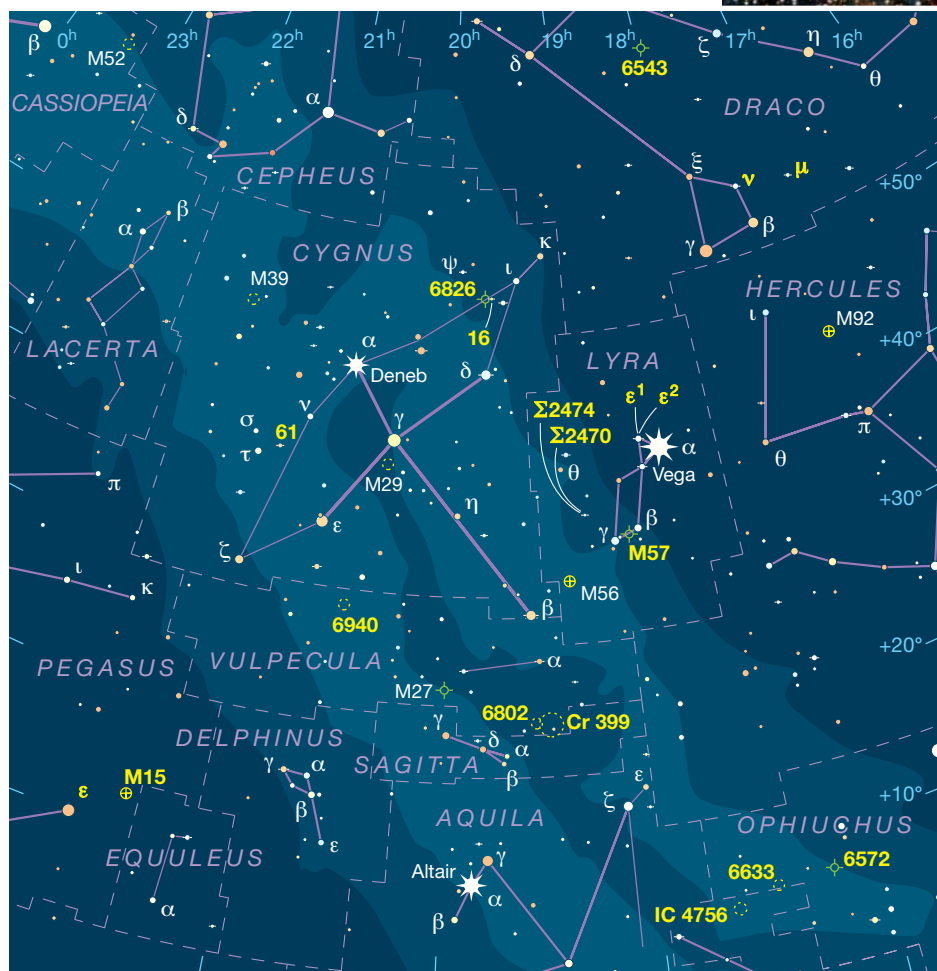 0h 23h 22h 21h 20h 19h 18h 17h 16h
β M52 δ 6543 ζ η θ
CASSIOPEIA α DRACO
δ
CEPHEUS ξ ν μ +50°
α β β
CYGNUS κ γ
M39 ψ ι HERCULES
6826 ι M92
16 +40°
LACERTA α LYRA
Deneb δ ε1 ε2
ν Σ2474
σ 61 γ Σ2470 α π
τ θ Vega θ
M29
π η +30°
ε γ β
ζ M57
ι κ M56
6940 β
+20°
PEGASUS VULPECULA α
M27
6802 Cr 399
DELPHINUS γ δ α
γ α SAGITTA β
ε M15 ε
β ζ +10°
AQUILA OPHIUCHUS
ε
EQUULEUS Altair γ 6633 6572
α α IC 4756
β